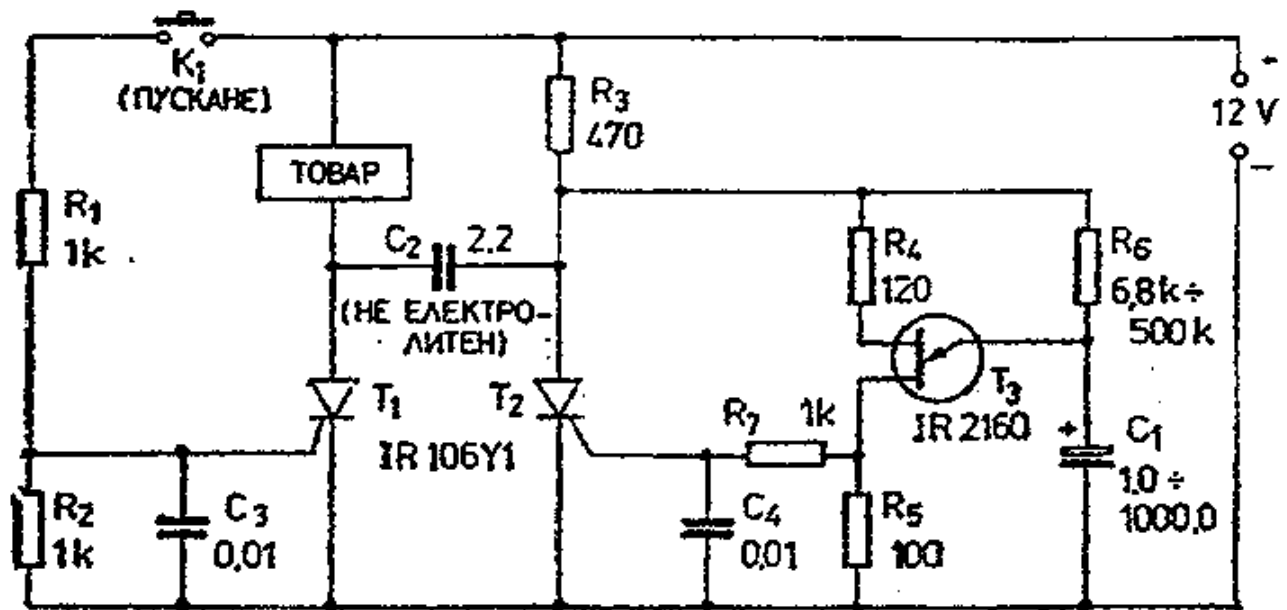 K₁
(ПУСКАНЕ)
R₃
470
12 V
+
−
ТОВАР
R₁
1k
C₂ 2.2
(НЕ ЕЛЕКТРО-
ЛИТЕН)
R₄
120
R₆
6,8k ÷
500k
T₁
T₂
IR 106Y1
R₇ 1k
T₃
IR 2160
+
C₁
1,0 ÷
1000,0
R₂
1k
C₃
0,01
C₄
0,01
R₅
100